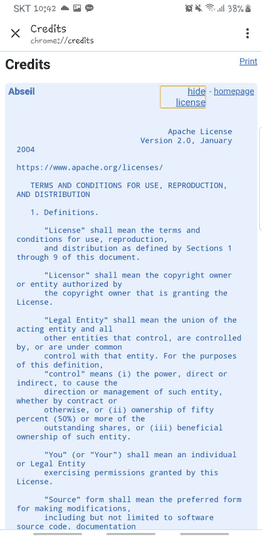 SKT 10:42 38%
Credits
chrome://credits
Credits
Print
Abseil
hide license - homepage
Apache License
Version 2.0, January
2004
https://www.apache.org/licenses/
TERMS AND CONDITIONS FOR USE, REPRODUCTION,
AND DISTRIBUTION
1. Definitions.
"License" shall mean the terms and
conditions for use, reproduction,
and distribution as defined by Sections 1
through 9 of this document.
"Licensor" shall mean the copyright owner
or entity authorized by
the copyright owner that is granting the
License.
"Legal Entity" shall mean the union of the
acting entity and all
other entities that control, are controlled
by, or are under common
control with that entity. For the purposes
of this definition,
"control" means (i) the power, direct or
indirect, to cause the
direction or management of such entity,
whether by contract or
otherwise, or (ii) ownership of fifty
percent (50%) or more of the
outstanding shares, or (iii) beneficial
ownership of such entity.
"You" (or "Your") shall mean an individual
or Legal Entity
exercising permissions granted by this
License.
"Source" form shall mean the preferred form
for making modifications,
including but not limited to software
source code, documentation